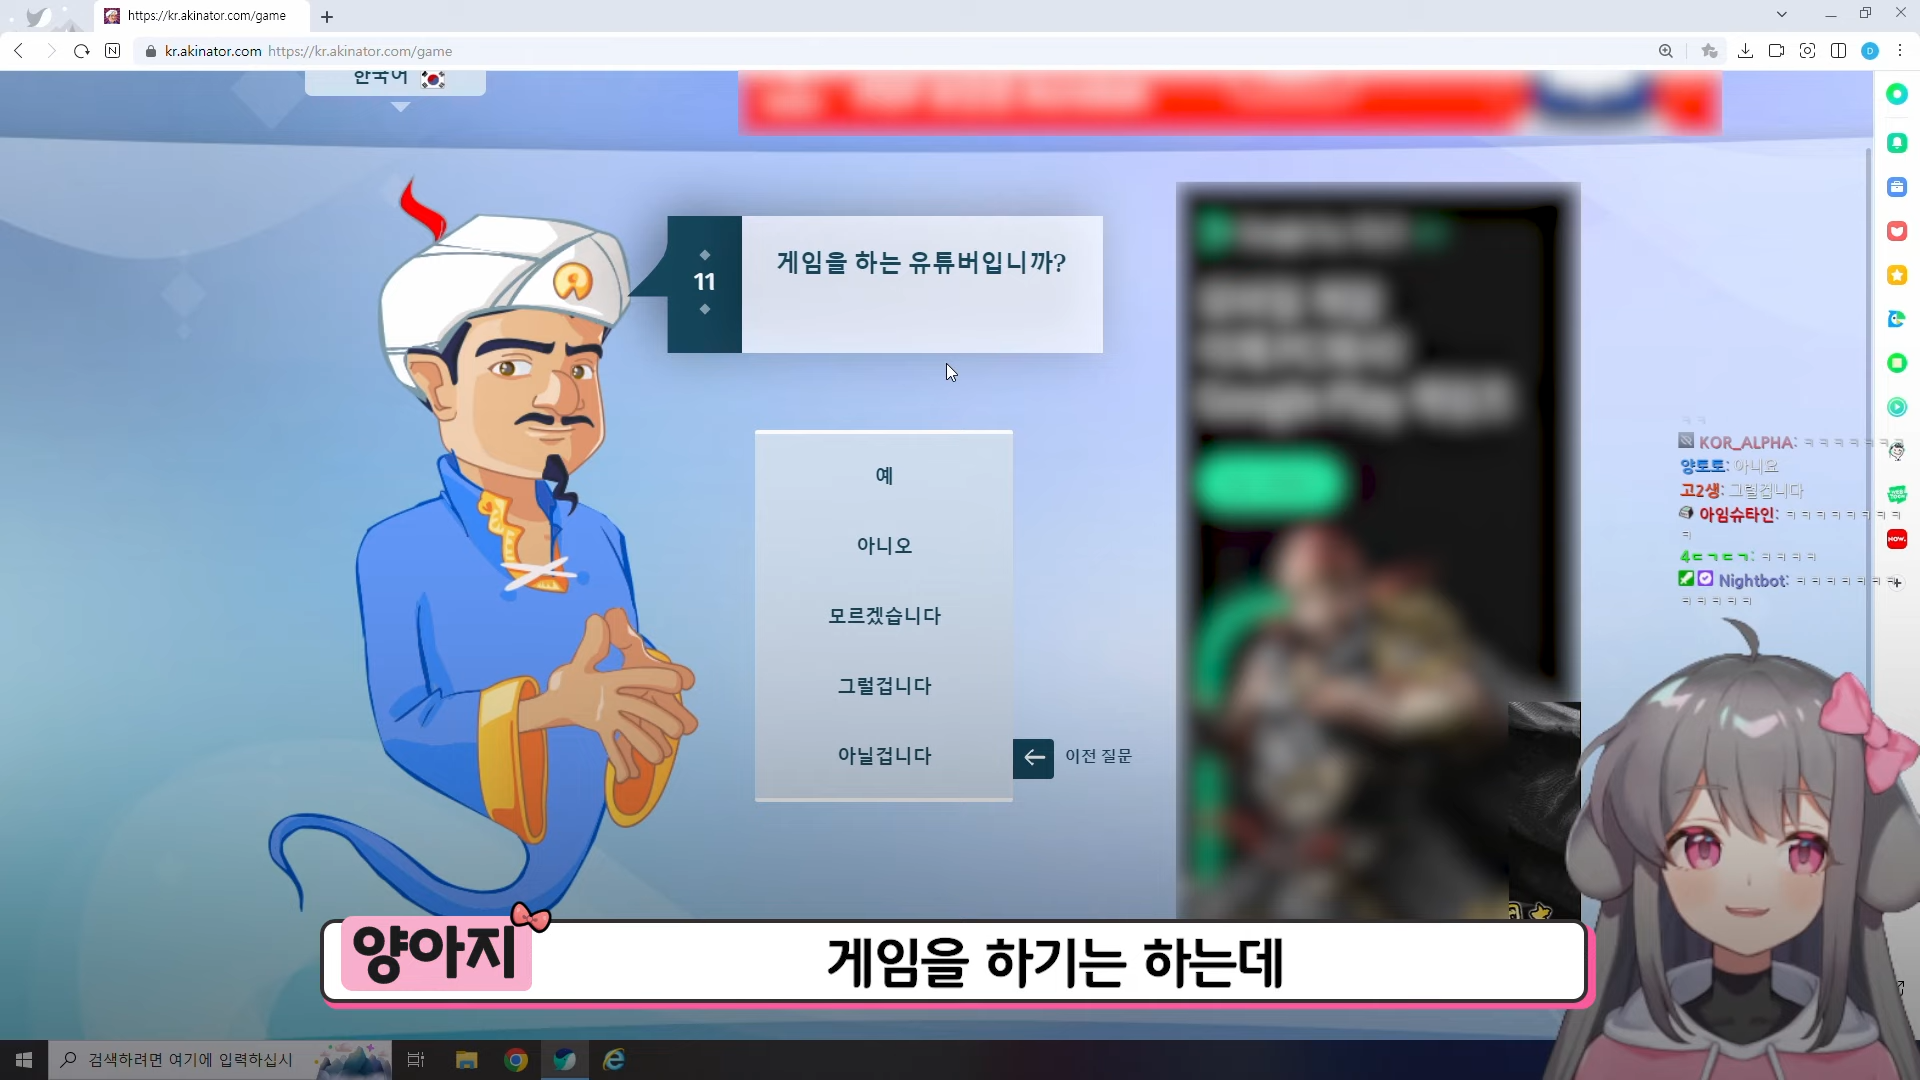 https://kr.akinator.com/game
kr.akinator.com https://kr.akinator.com/game
한국어
11
게임을 하는 유튜버입니까?
예
아니오
모르겠습니다
그럴겁니다
아닐겁니다
이전 질문
KOR_ALPHA: ㅋㅋㅋㅋㅋㅋㅋ
양토토: 아니요
고2생: 그럴겁니다
아임슈타인: ㅋㅋㅋㅋㅋㅋㅋㅋ
ㅋ
4ㄷㄱㄷㄱ: ㅋㅋㅋㅋ
Nightbot: ㅋㅋㅋㅋㅋㅋㅋ
ㅋㅋㅋㅋㅋ
NOW.
양아지
게임을 하기는 하는데
검색하려면 여기에 입력하십시